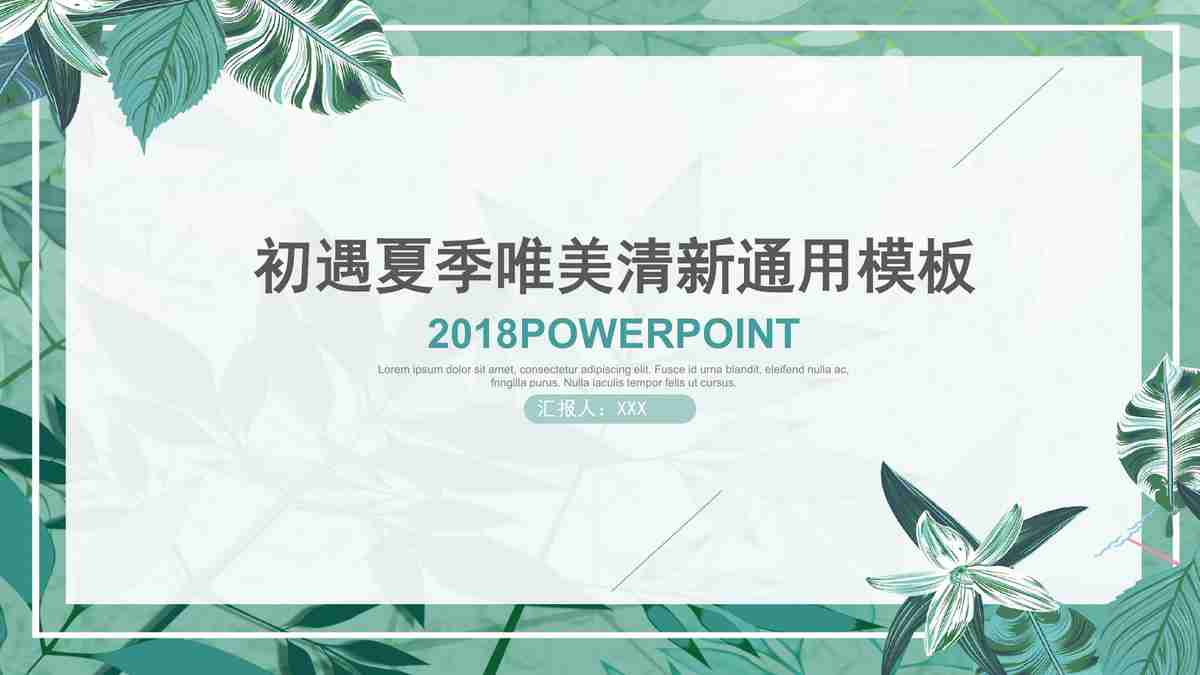 初遇夏季唯美清新通用模板
2018POWERPOINT
Lorem ipsum dolor sit amet, consectetur adipiscing elit. Fusce id urna blandit, eleifend nulla ac,
fringilla purus. Nulla iaculis tempor felis ut cursus.
汇报人：XXX